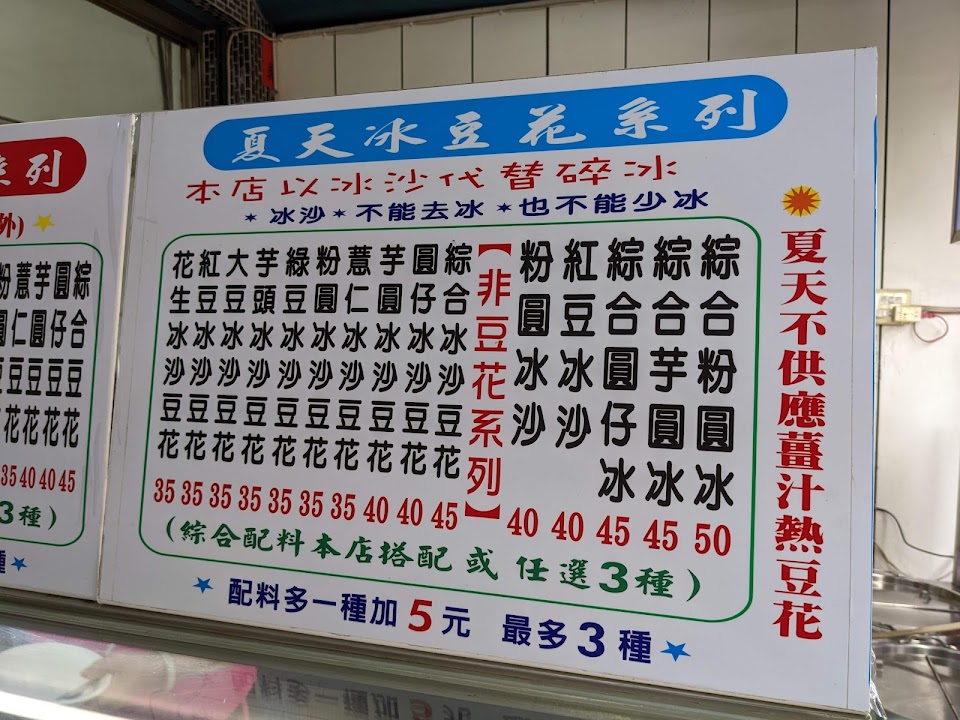 列
外)
薏仁豆花
芋圓豆花
圓仔豆花
綜合豆花
35 40 40 45
3種)
種
夏天冰豆花系列
本店以冰沙代替碎冰
冰沙 不能去冰 也不能少冰
花生冰沙豆花 35
紅豆冰沙豆花 35
大豆冰沙豆花 35
芋頭冰沙豆花 35
綠豆冰沙豆花 35
粉圓冰沙豆花 35
薏仁冰沙豆花 35
芋圓冰沙豆花 40
圓仔冰沙豆花 40
綜合冰沙豆花 45
【非豆花系列】
粉圓冰沙 40
紅豆冰沙 40
綜合圓仔冰 45
綜合芋圓冰 45
綜合粉圓冰 50
(綜合配料本店搭配 或 任選3種)
配料多一種加5元 最多3種
夏天不供應薑汁熱豆花